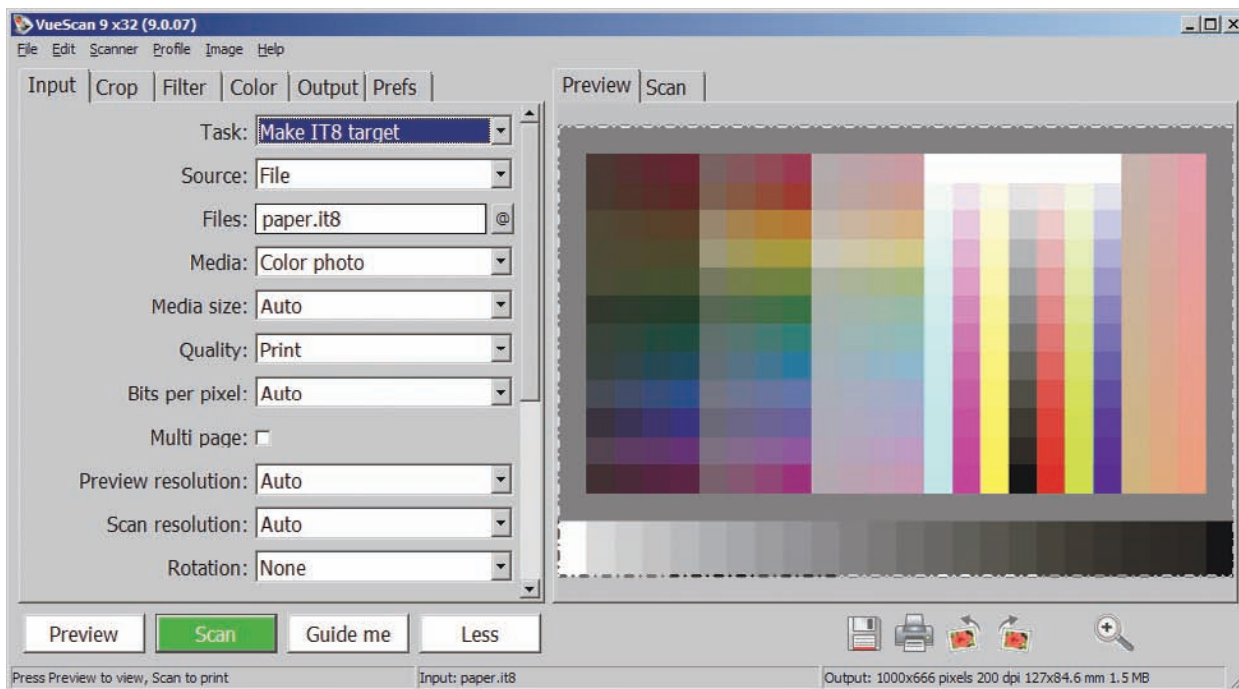 VueScan 9 x32 (9.0.07)
File Edit Scanner Profile Image Help
Input Crop Filter Color Output Prefs
Preview Scan
Task: Make IT8 target
Source: File
Files: paper.it8 @
Media: Color photo
Media size: Auto
Quality: Print
Bits per pixel: Auto
Multi page:
Preview resolution: Auto
Scan resolution: Auto
Rotation: None
Preview Scan Guide me Less
Press Preview to view, Scan to print Input: paper.it8 Output: 1000x666 pixels 200 dpi 127x84.6 mm 1.5 MB